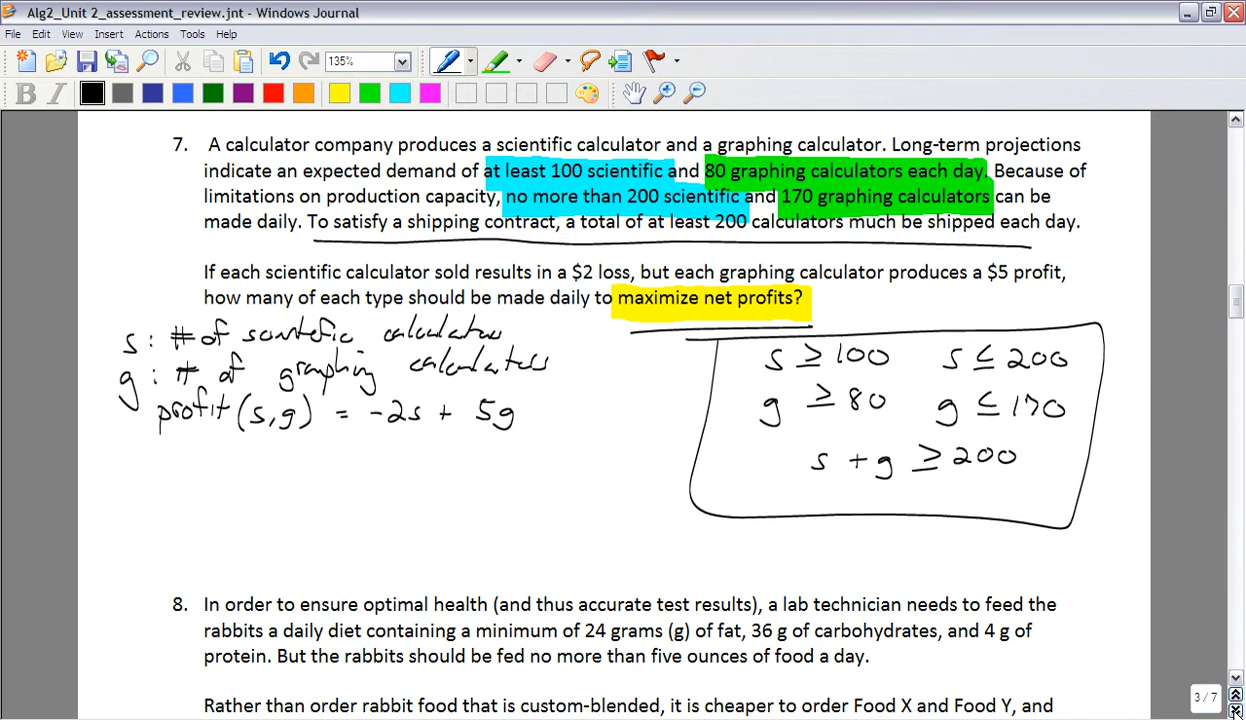 Alg2_Unit 2_assessment_review.jnt - Windows Journal
File Edit View Insert Actions Tools Help
135%
B I
7. A calculator company produces a scientific calculator and a graphing calculator. Long-term projections
indicate an expected demand of at least 100 scientific and 80 graphing calculators each day. Because of
limitations on production capacity, no more than 200 scientific and 170 graphing calculators can be
made daily. To satisfy a shipping contract, a total of at least 200 calculators much be shipped each day.
If each scientific calculator sold results in a $2 loss, but each graphing calculator produces a $5 profit,
how many of each type should be made daily to maximize net profits?
s: # of scintefic calculators
g: # of graphing calculators
profit(s,g) = -2s + 5g
s ≥ 100 s ≤ 200
g ≥ 80 g ≤ 170
s + g ≥ 200
8. In order to ensure optimal health (and thus accurate test results), a lab technician needs to feed the
rabbits a daily diet containing a minimum of 24 grams (g) of fat, 36 g of carbohydrates, and 4 g of
protein. But the rabbits should be fed no more than five ounces of food a day.
Rather than order rabbit food that is custom-blended, it is cheaper to order Food X and Food Y, and
3 / 7